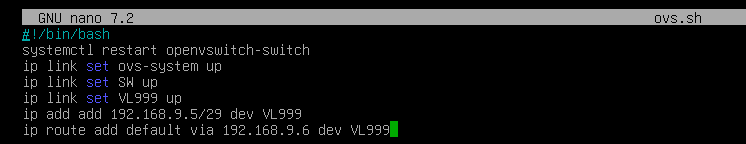 GNU nano 7.2 ovs.sh
#!/bin/bash
systemctl restart openvswitch-switch
ip link set ovs-system up
ip link set SW up
ip link set VL999 up
ip add add 192.168.9.5/29 dev VL999
ip route add default via 192.168.9.6 dev VL999